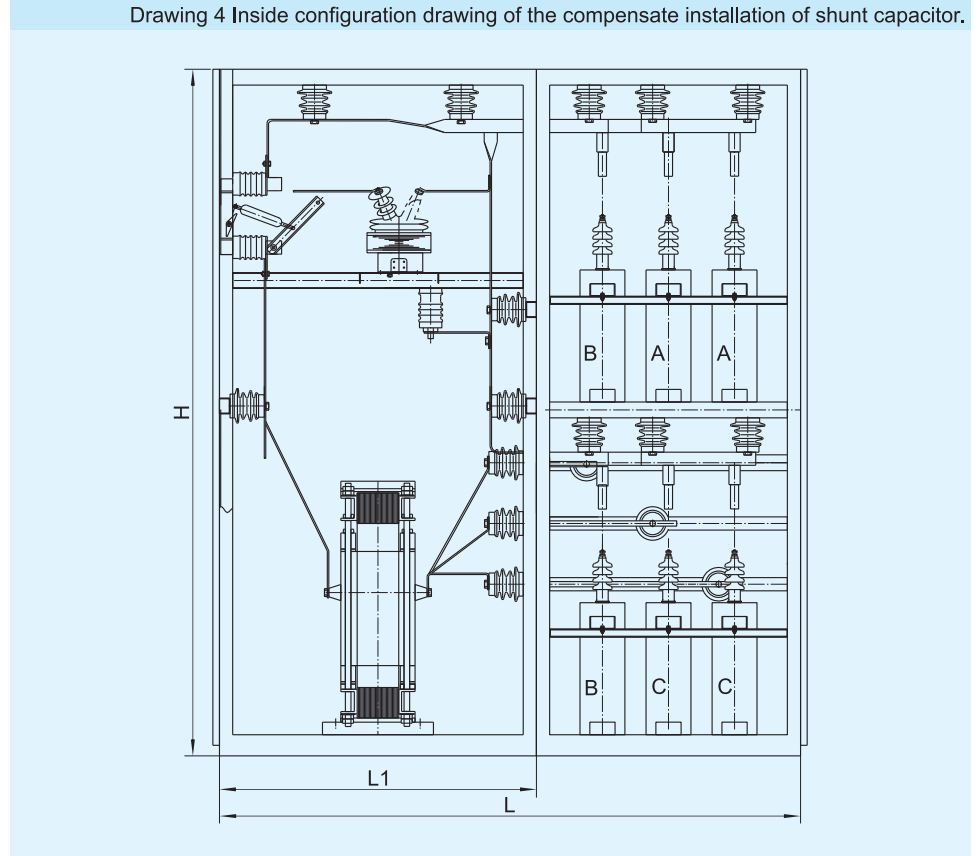 Drawing 4 Inside configuration drawing of the compensate installation of shunt capacitor.
B A A
H
B C C
L1
L